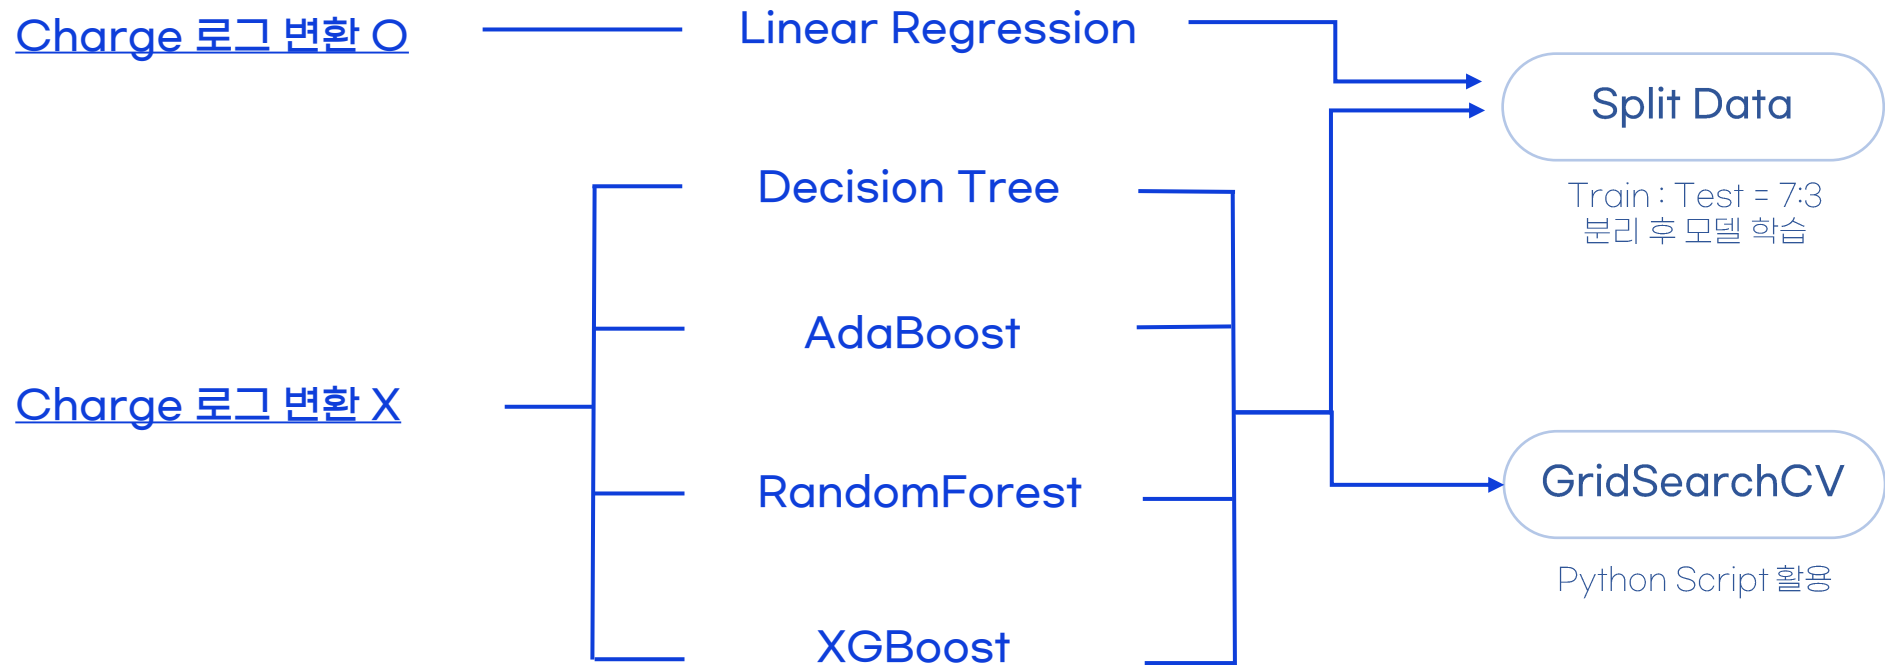 Charge 로그 변환 O
Linear Regression
Split Data
Train : Test = 7:3
분리 후 모델 학습
Decision Tree
AdaBoost
Charge 로그 변환 X
RandomForest
GridSearchCV
Python Script 활용
XGBoost